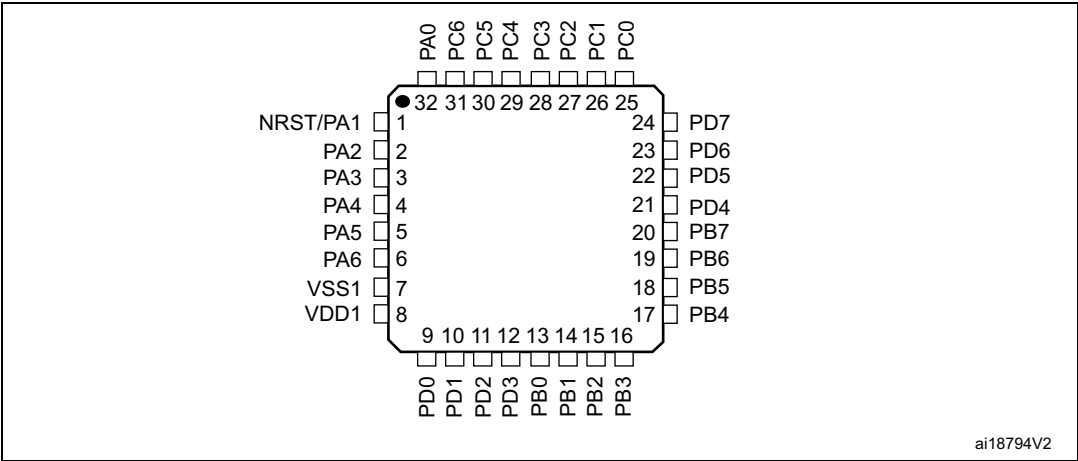 PA0 PC6 PC5 PC4 PC3 PC2 PC1 PC0
32 31 30 29 28 27 26 25
NRST/PA1 1 24 PD7
PA2 2 23 PD6
PA3 3 22 PD5
PA4 4 21 PD4
PA5 5 20 PB7
PA6 6 19 PB6
VSS1 7 18 PB5
VDD1 8 17 PB4
9 10 11 12 13 14 15 16
PD0 PD1 PD2 PD3 PB0 PB1 PB2 PB3
ai18794V2